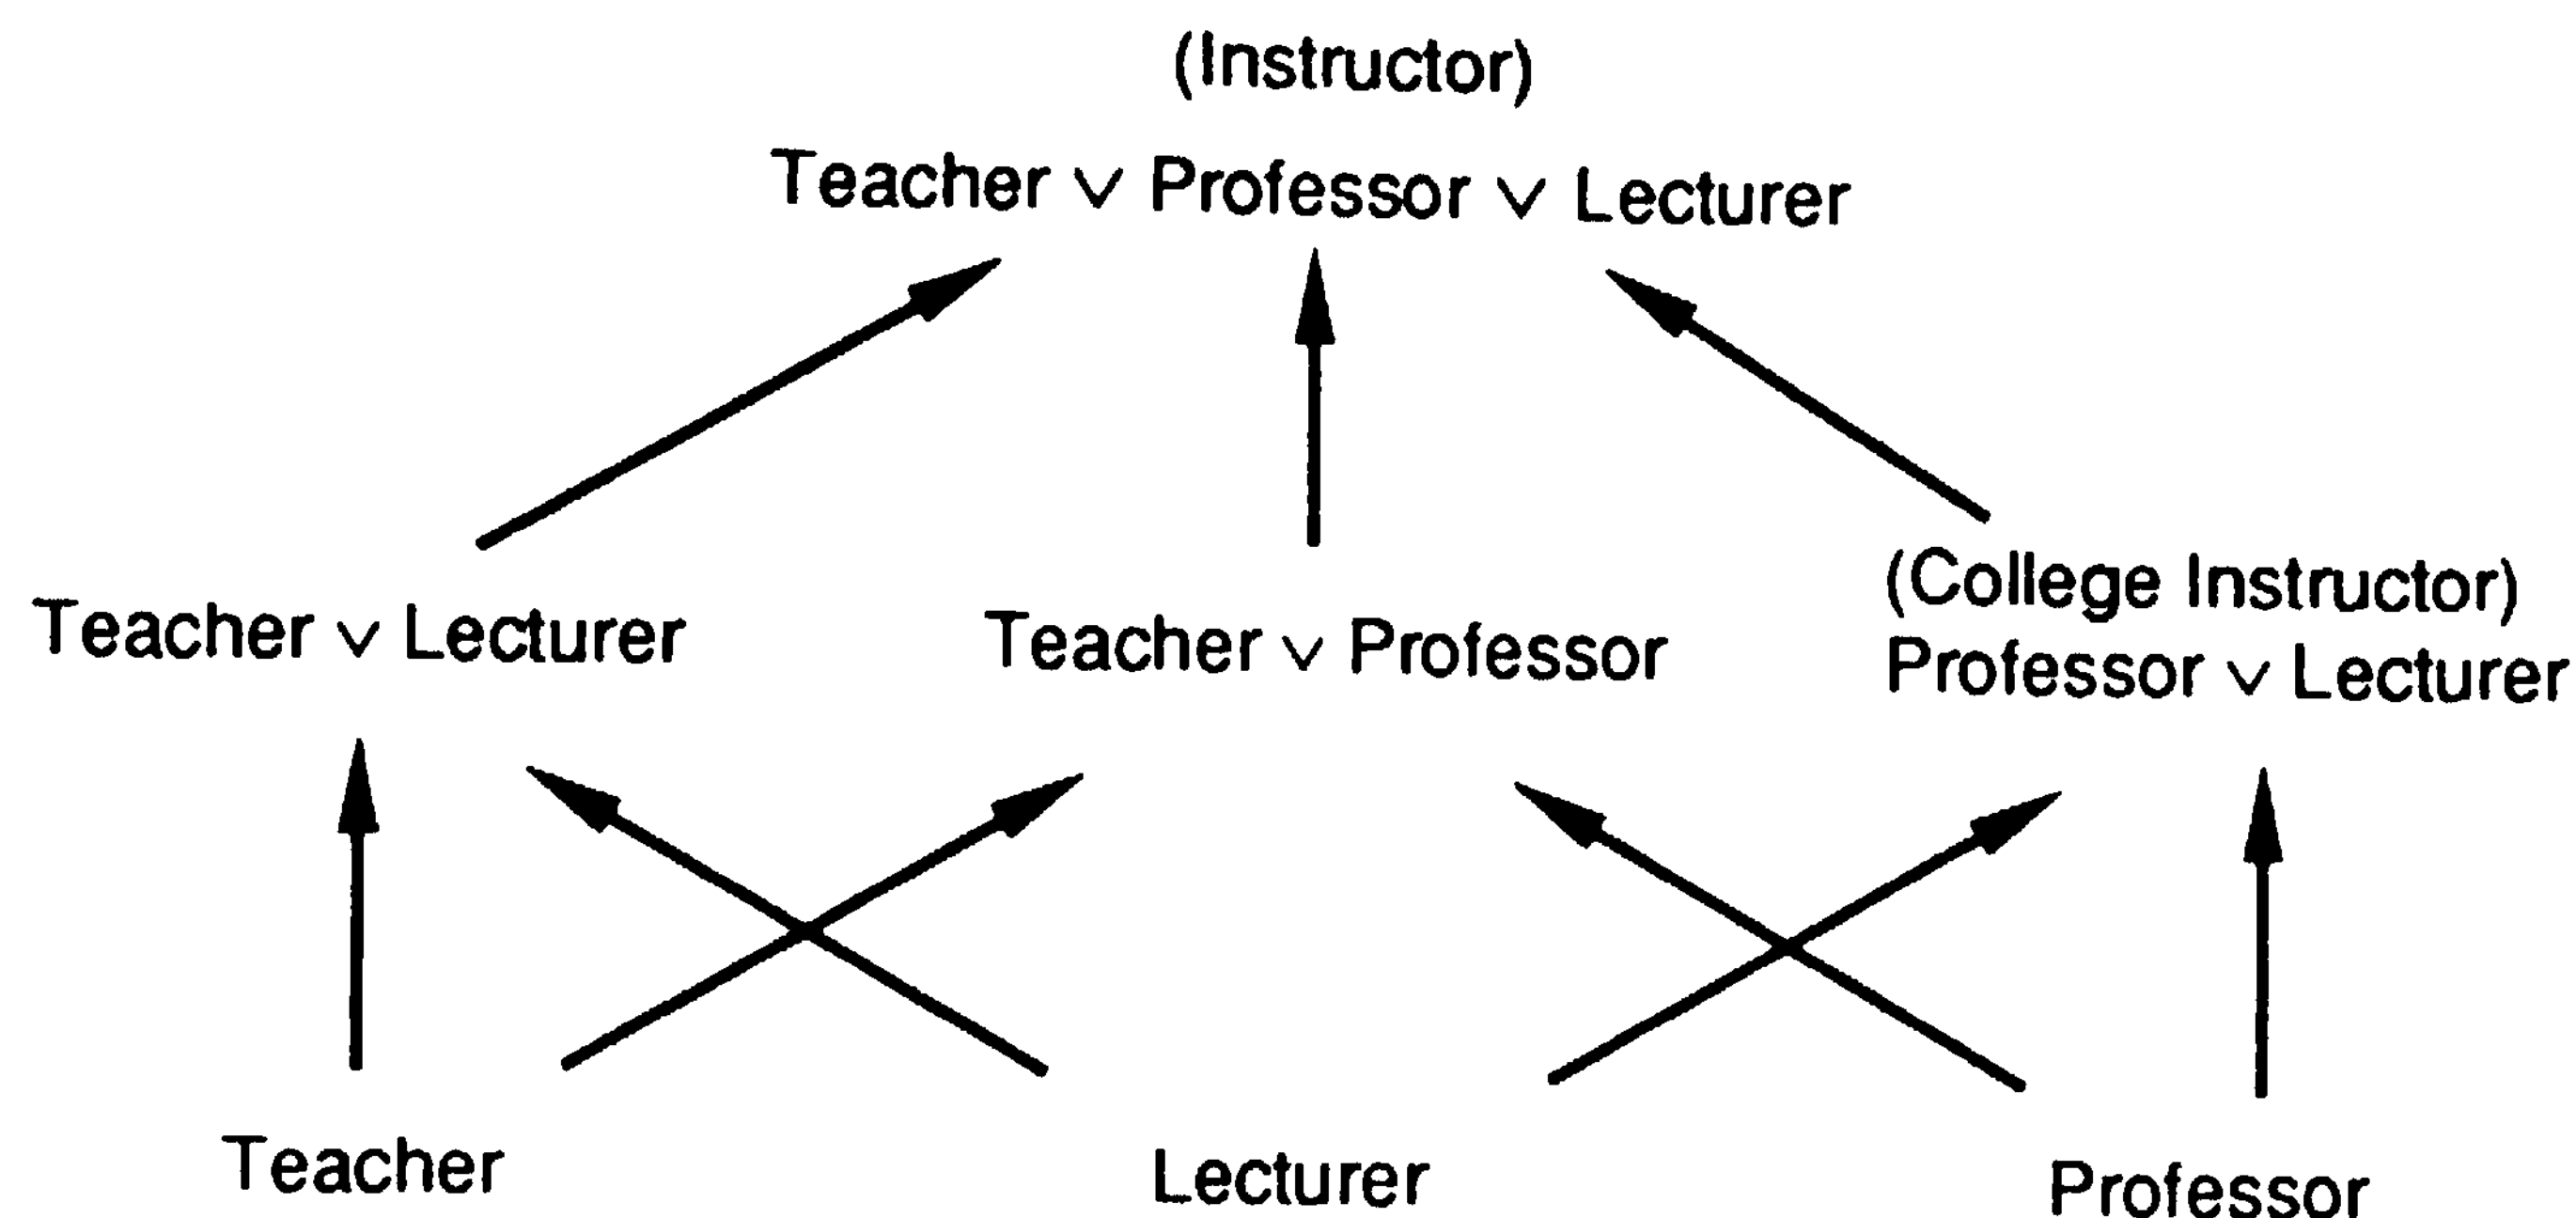 (Instructor)
Teacher ∨ Professor ∨ Lecturer
Teacher ∨ Lecturer
Teacher ∨ Professor
(College Instructor)
Professor ∨ Lecturer
Teacher
Lecturer
Professor